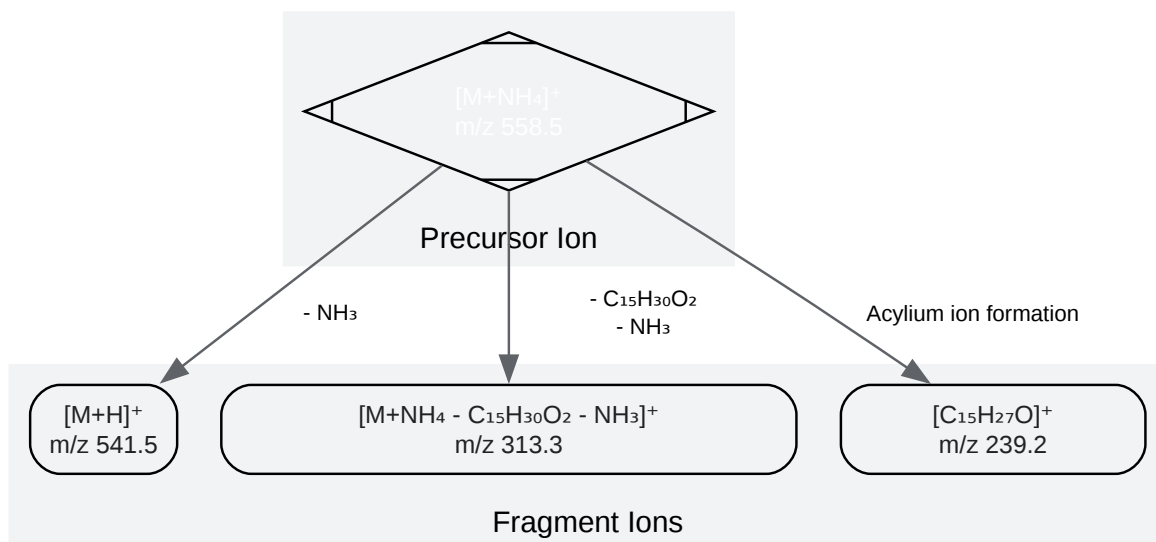 [M+NH₄]⁺
m/z 558.5
Precursor Ion
- NH₃
- C₁₅H₃₀O₂
- NH₃
Acylium ion formation
[M+H]⁺
m/z 541.5
[M+NH₄ - C₁₅H₃₀O₂ - NH₃]⁺
m/z 313.3
[C₁₅H₂₇O]⁺
m/z 239.2
Fragment Ions